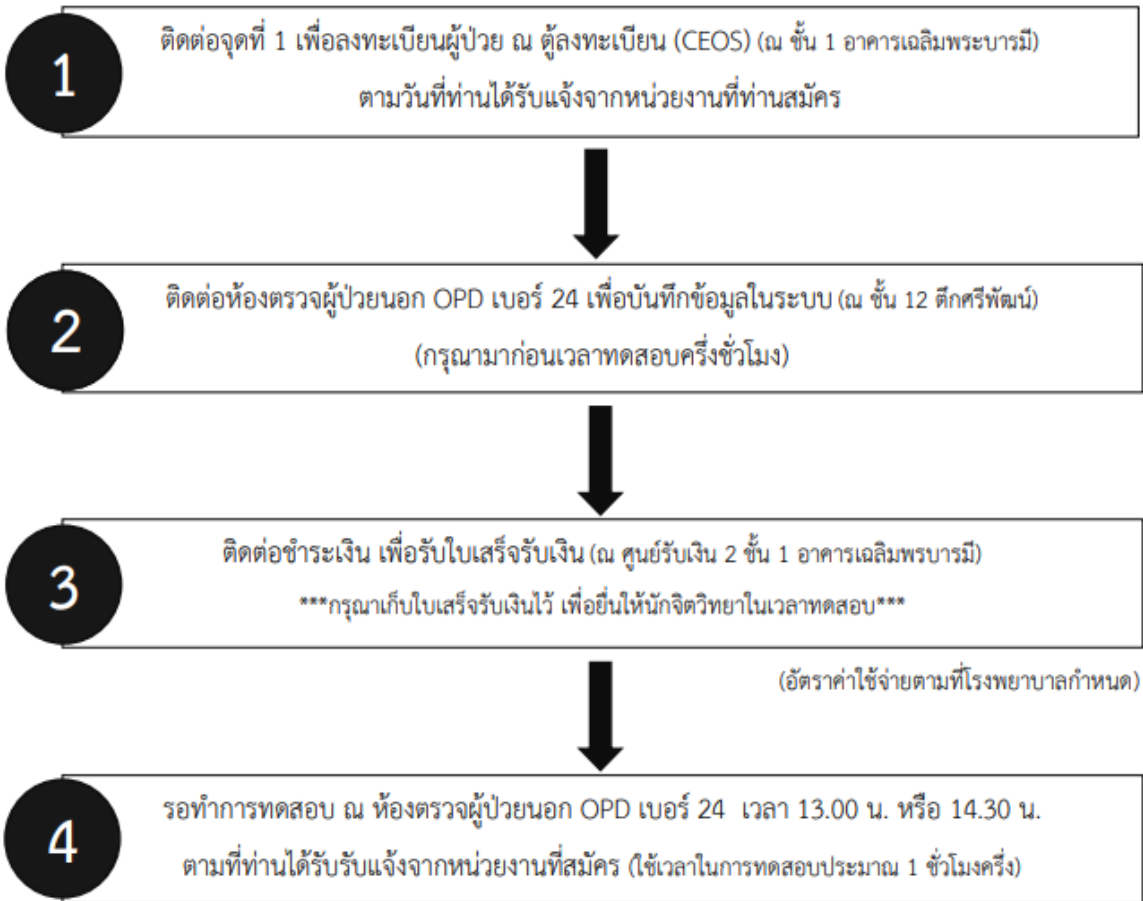 1
ติดต่อจุดที่ 1 เพื่อลงทะเบียนผู้ป่วย ณ ตู้ลงทะเบียน (CEOS) (ณ ชั้น 1 อาคารเฉลิมพระบารมี)
ตามวันที่ท่านได้รับแจ้งจากหน่วยงานที่ท่านสมัคร
2
ติดต่อห้องตรวจผู้ป่วยนอก OPD เบอร์ 24 เพื่อบันทึกข้อมูลในระบบ (ณ ชั้น 12 ตึกศรีพัฒน์)
(กรุณามาก่อนเวลาทดสอบครึ่งชั่วโมง)
3
ติดต่อชำระเงิน เพื่อรับใบเสร็จรับเงิน (ณ ศูนย์รับเงิน 2 ชั้น 1 อาคารเฉลิมพรบารมี)
***กรุณาเก็บใบเสร็จรับเงินไว้ เพื่อยื่นให้นักจิตวิทยาในเวลาทดสอบ***
(อัตราค่าใช้จ่ายตามที่โรงพยาบาลกำหนด)
4
รอทำการทดสอบ ณ ห้องตรวจผู้ป่วยนอก OPD เบอร์ 24 เวลา 13.00 น. หรือ 14.30 น.
ตามที่ท่านได้รับรับแจ้งจากหน่วยงานที่สมัคร (ใช้เวลาในการทดสอบประมาณ 1 ชั่วโมงครึ่ง)